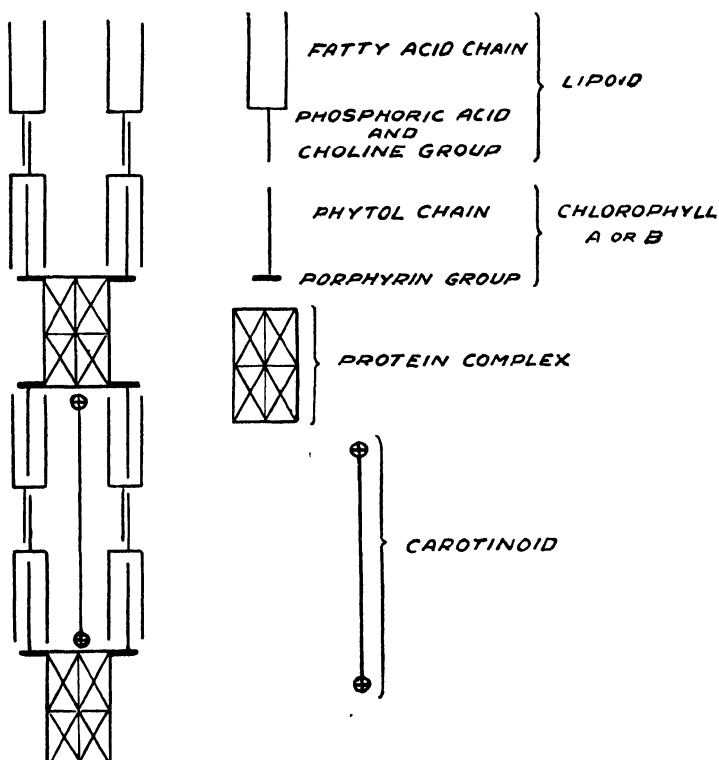 FATTY ACID CHAIN
LIPOID
PHOSPHORIC ACID
AND
CHOLINE GROUP
PHYTOL CHAIN
CHLOROPHYLL
A OR B
PORPHYRIN GROUP
PROTEIN COMPLEX
CAROTINOID